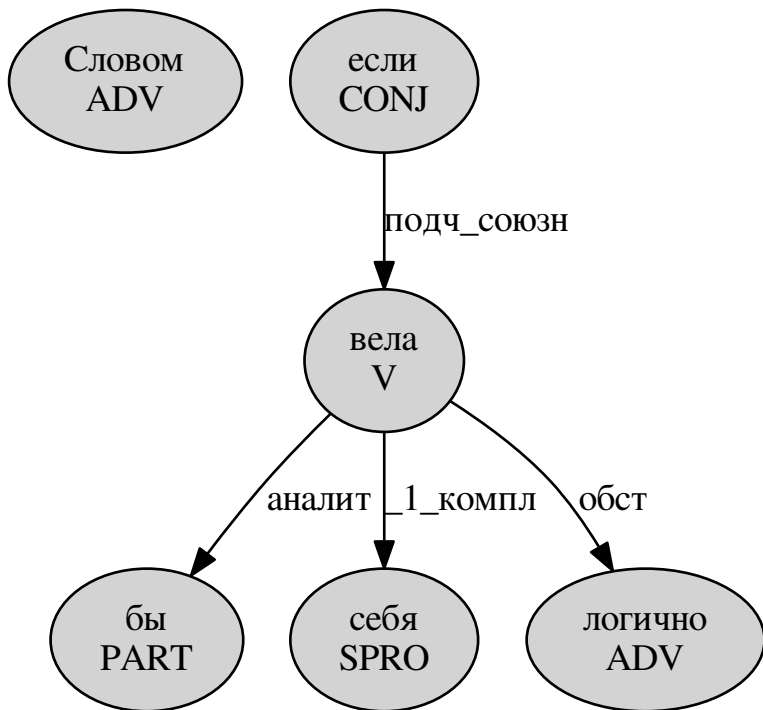 Словом
ADV
если
CONJ
подч_союзн
вела
V
аналит
_1_компл
обст
бы
PART
себя
SPRO
логично
ADV